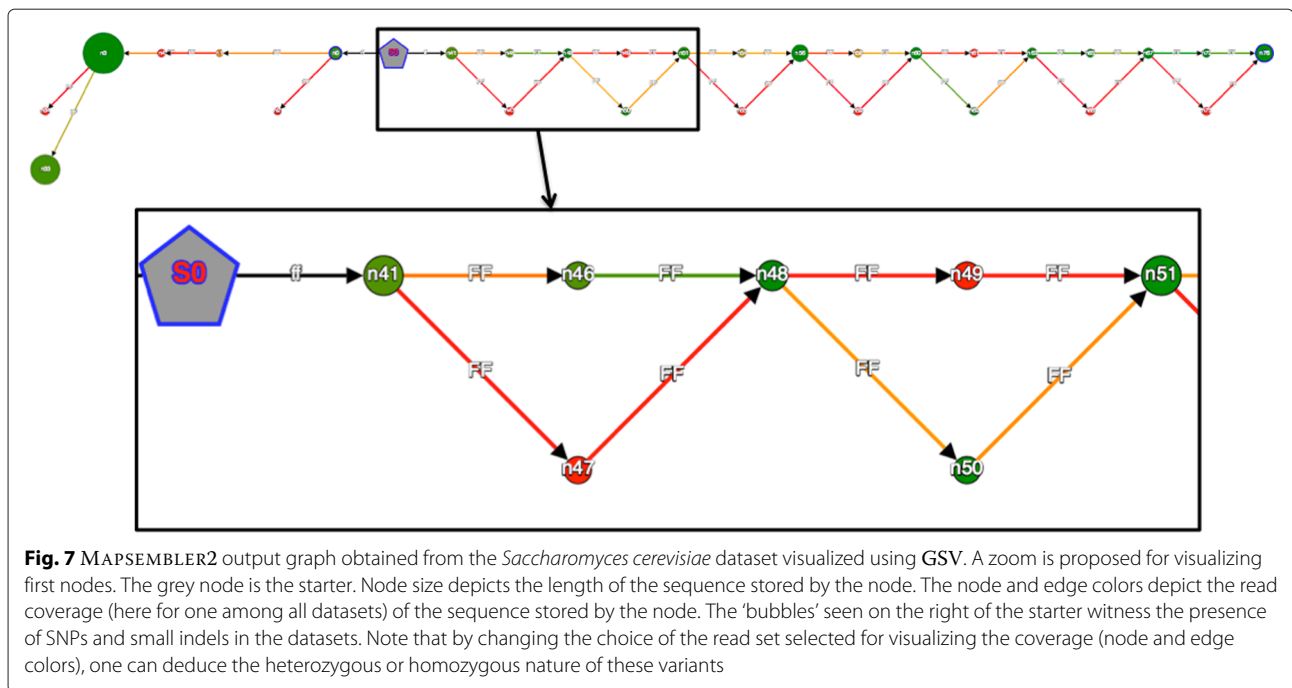 S0
S0
ff
n41
FF
n46
FF
n48
FF
n49
FF
n51
FF
FF
FF
FF
n47
n50
Fig. 7 MAPSEMBLER2 output graph obtained from the Saccharomyces cerevisiae dataset visualized using GSV. A zoom is proposed for visualizing
first nodes. The grey node is the starter. Node size depicts the length of the sequence stored by the node. The node and edge colors depict the read
coverage (here for one among all datasets) of the sequence stored by the node. The ‘bubbles’ seen on the right of the starter witness the presence
of SNPs and small indels in the datasets. Note that by changing the choice of the read set selected for visualizing the coverage (node and edge
colors), one can deduce the heterozygous or homozygous nature of these variants